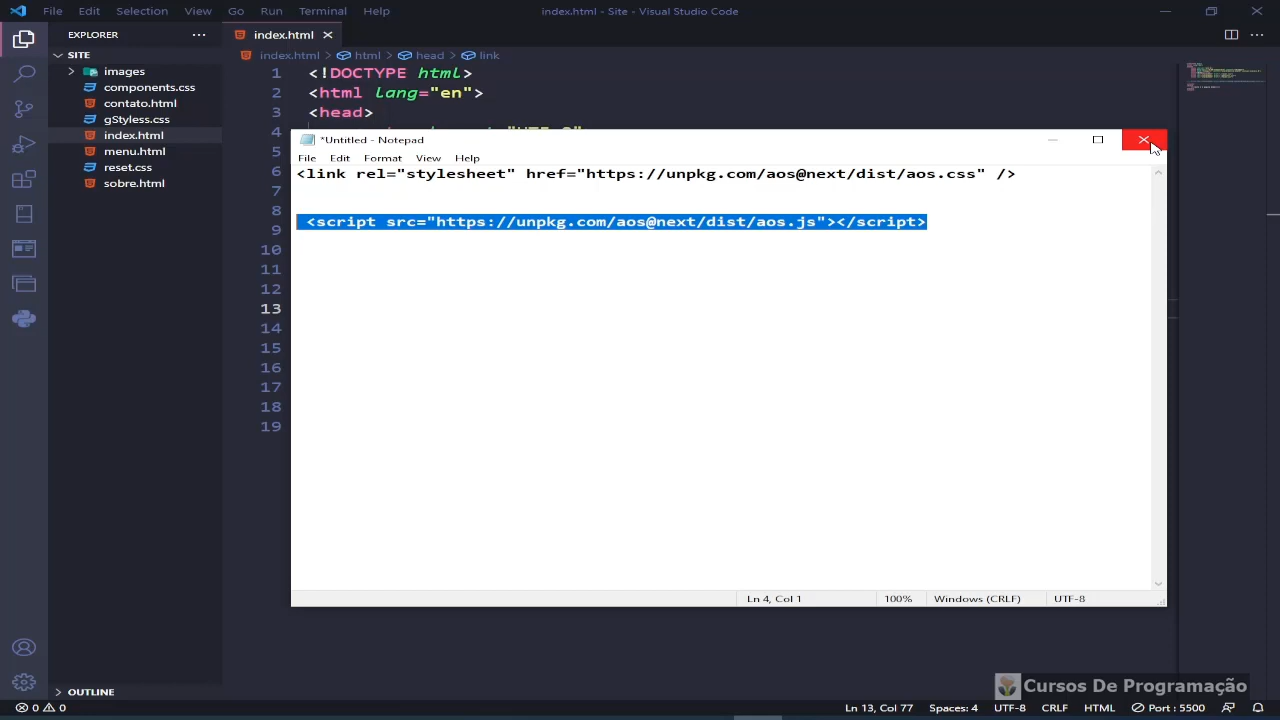 File Edit Selection View Go Run Terminal Help
index.html - Site - Visual Studio Code
EXPLORER
index.html
SITE
images
components.css
contato.html
gStyless.css
index.html
menu.html
reset.css
sobre.html
OUTLINE
index.html > html > head > link
1 <!DOCTYPE html>
2 <html lang="en">
3 <head>
4
5
6
7
8
9
10
11
12
13
14
15
16
17
18
19
*Untitled - Notepad
File Edit Format View Help
<link rel="stylesheet" href="https://unpkg.com/aos@next/dist/aos.css" />
<script src="https://unpkg.com/aos@next/dist/aos.js"></script>
Ln 4, Col 1 100% Windows (CRLF) UTF-8
Cursos De Programação
0 0 Ln 13, Col 77 Spaces: 4 UTF-8 CRLF HTML Port : 5500